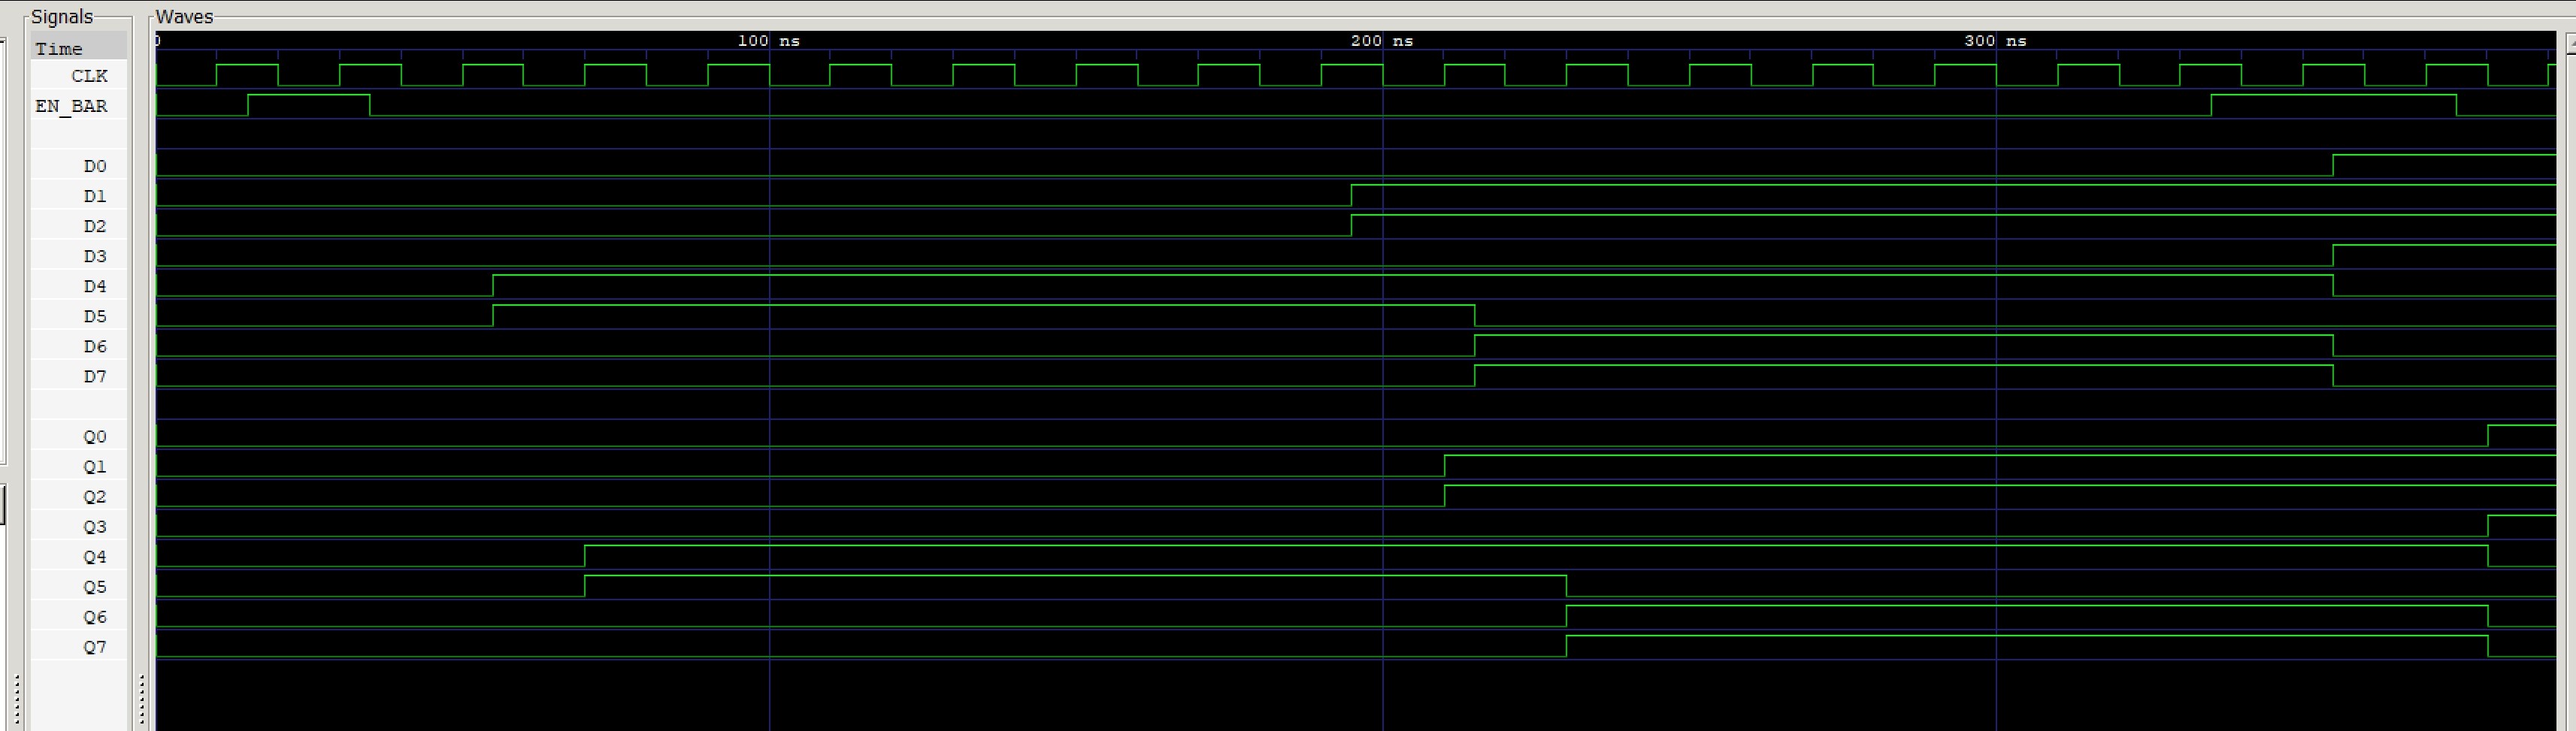 Signals
Waves
Time
0
100 ns
200 ns
300 ns
CLK
EN_BAR
D0
D1
D2
D3
D4
D5
D6
D7
Q0
Q1
Q2
Q3
Q4
Q5
Q6
Q7